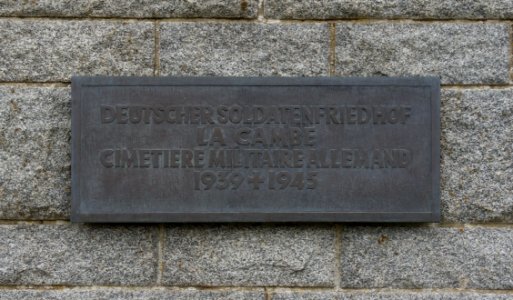 DEUTSCHER SOLDATENFRIEDHOF
LA CAMBE
CIMETIERE MILITAIRE ALLEMAND
1939 + 1945